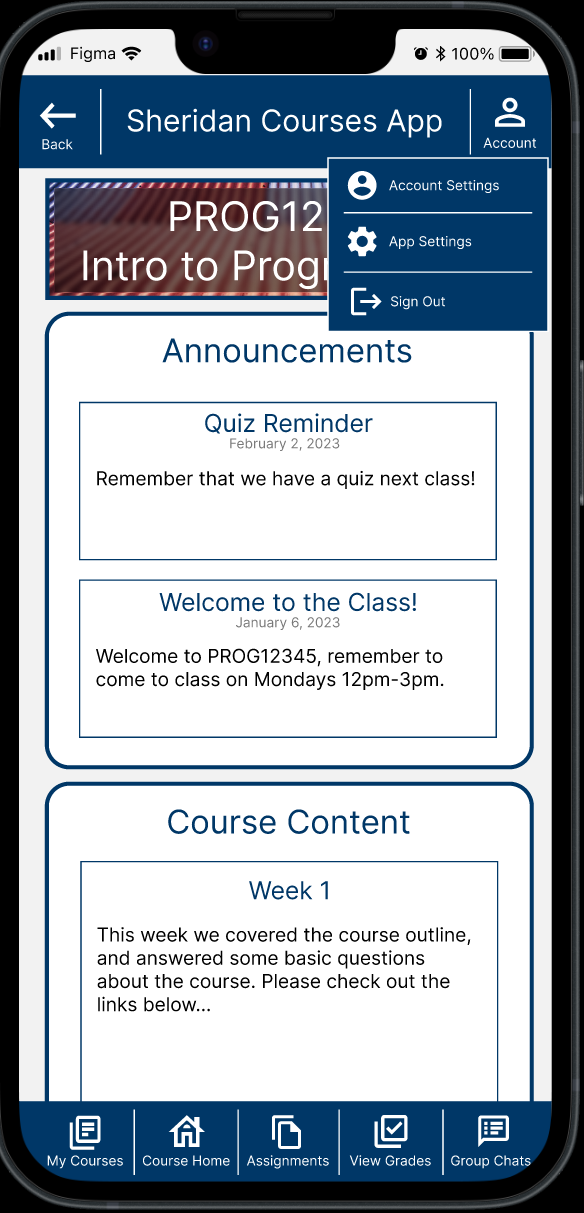 Figma
100%
Back
Sheridan Courses App
Account
Account Settings
App Settings
Sign Out
PROG12
Intro to Progr
Announcements
Quiz Reminder
February 2, 2023
Remember that we have a quiz next class!
Welcome to the Class!
January 6, 2023
Welcome to PROG12345, remember to
come to class on Mondays 12pm-3pm.
Course Content
Week 1
This week we covered the course outline,
and answered some basic questions
about the course. Please check out the
links below...
My Courses
Course Home
Assignments
View Grades
Group Chats